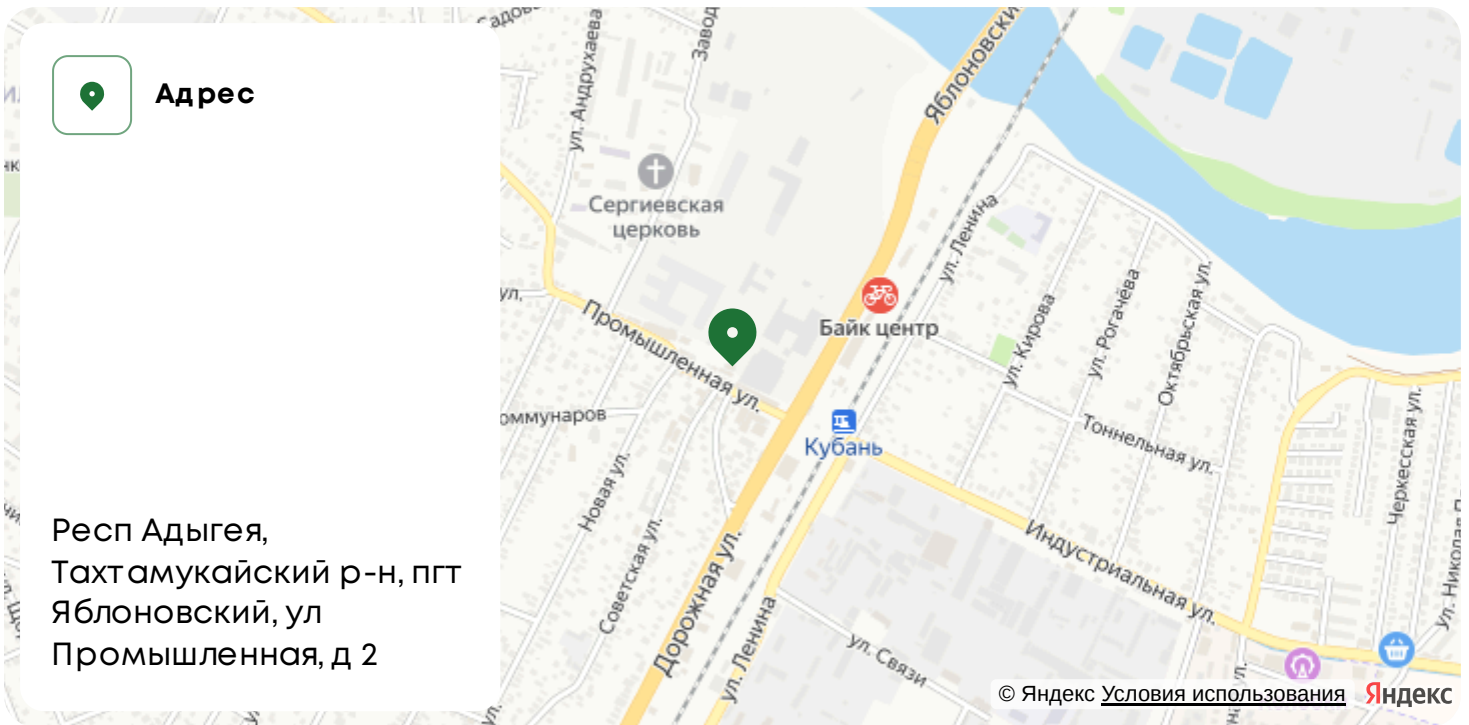 Адрес
Респ Адыгея,
Тахтамукайский р-н, пгт
Яблоновский, ул
Промышленная, д 2
ул. Андрухаева
Сергиевская
церковь
Промышленная ул.
Байк центр
Кубань
ул. Ленина
ул. Кирова
ул. Рогачёва
Октябрьская ул.
Тоннельная ул.
Черкесская ул.
Новая ул.
Советская ул.
Дорожная ул.
ул. Ленина
Индустриальная ул.
ул. Связи
© Яндекс Условия использования Яндекс